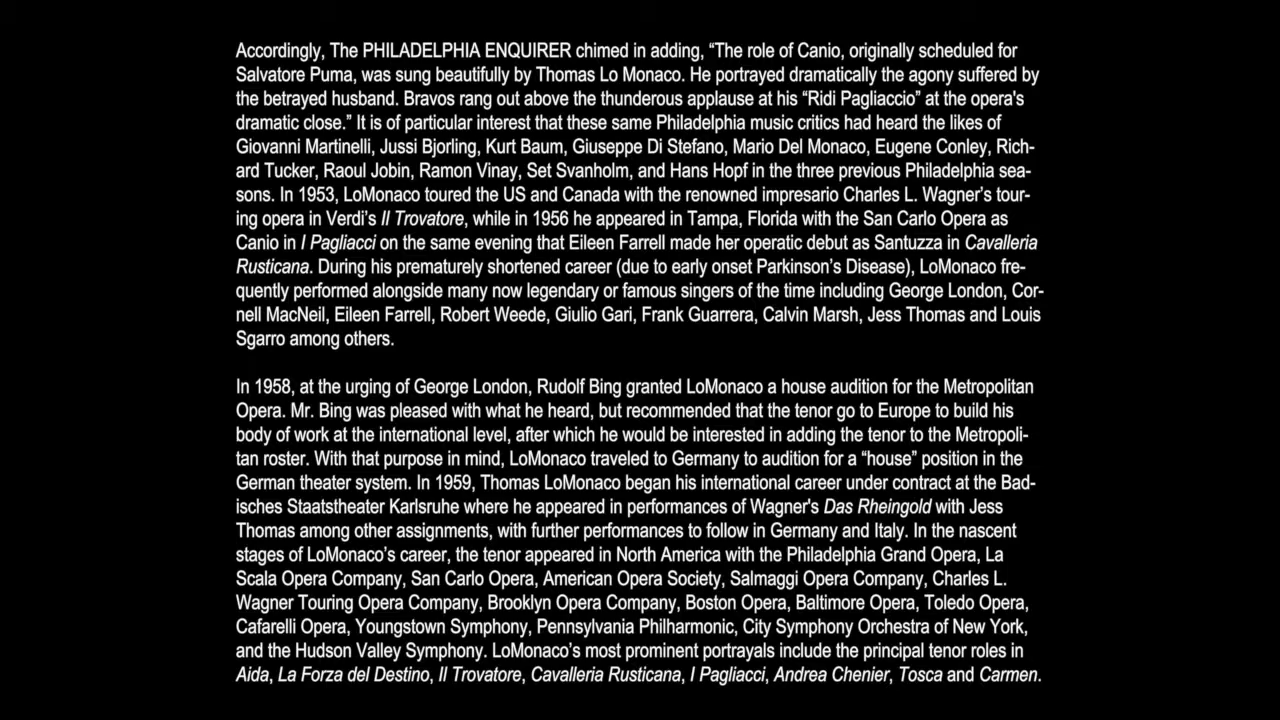 Accordingly, The PHILADELPHIA ENQUIRER chimed in adding, “The role of Canio, originally scheduled for
Salvatore Puma, was sung beautifully by Thomas Lo Monaco. He portrayed dramatically the agony suffered by
the betrayed husband. Bravos rang out above the thunderous applause at his “Ridi Pagliaccio” at the opera's
dramatic close.” It is of particular interest that these same Philadelphia music critics had heard the likes of
Giovanni Martinelli, Jussi Bjorling, Kurt Baum, Giuseppe Di Stefano, Mario Del Monaco, Eugene Conley, Rich-
ard Tucker, Raoul Jobin, Ramon Vinay, Set Svanholm, and Hans Hopf in the three previous Philadelphia sea-
sons. In 1953, LoMonaco toured the US and Canada with the renowned impresario Charles L. Wagner’s tour-
ing opera in Verdi’s Il Trovatore, while in 1956 he appeared in Tampa, Florida with the San Carlo Opera as
Canio in I Pagliacci on the same evening that Eileen Farrell made her operatic debut as Santuzza in Cavalleria
Rusticana. During his prematurely shortened career (due to early onset Parkinson’s Disease), LoMonaco fre-
quently performed alongside many now legendary or famous singers of the time including George London, Cor-
nell MacNeil, Eileen Farrell, Robert Weede, Giulio Gari, Frank Guarrera, Calvin Marsh, Jess Thomas and Louis
Sgarro among others.
In 1958, at the urging of George London, Rudolf Bing granted LoMonaco a house audition for the Metropolitan
Opera. Mr. Bing was pleased with what he heard, but recommended that the tenor go to Europe to build his
body of work at the international level, after which he would be interested in adding the tenor to the Metropoli-
tan roster. With that purpose in mind, LoMonaco traveled to Germany to audition for a “house” position in the
German theater system. In 1959, Thomas LoMonaco began his international career under contract at the Bad-
isches Staatstheater Karlsruhe where he appeared in performances of Wagner's Das Rheingold with Jess
Thomas among other assignments, with further performances to follow in Germany and Italy. In the nascent
stages of LoMonaco’s career, the tenor appeared in North America with the Philadelphia Grand Opera, La
Scala Opera Company, San Carlo Opera, American Opera Society, Salmaggi Opera Company, Charles L.
Wagner Touring Opera Company, Brooklyn Opera Company, Boston Opera, Baltimore Opera, Toledo Opera,
Cafarelli Opera, Youngstown Symphony, Pennsylvania Philharmonic, City Symphony Orchestra of New York,
and the Hudson Valley Symphony. LoMonaco’s most prominent portrayals include the principal tenor roles in
Aida, La Forza del Destino, Il Trovatore, Cavalleria Rusticana, I Pagliacci, Andrea Chenier, Tosca and Carmen.